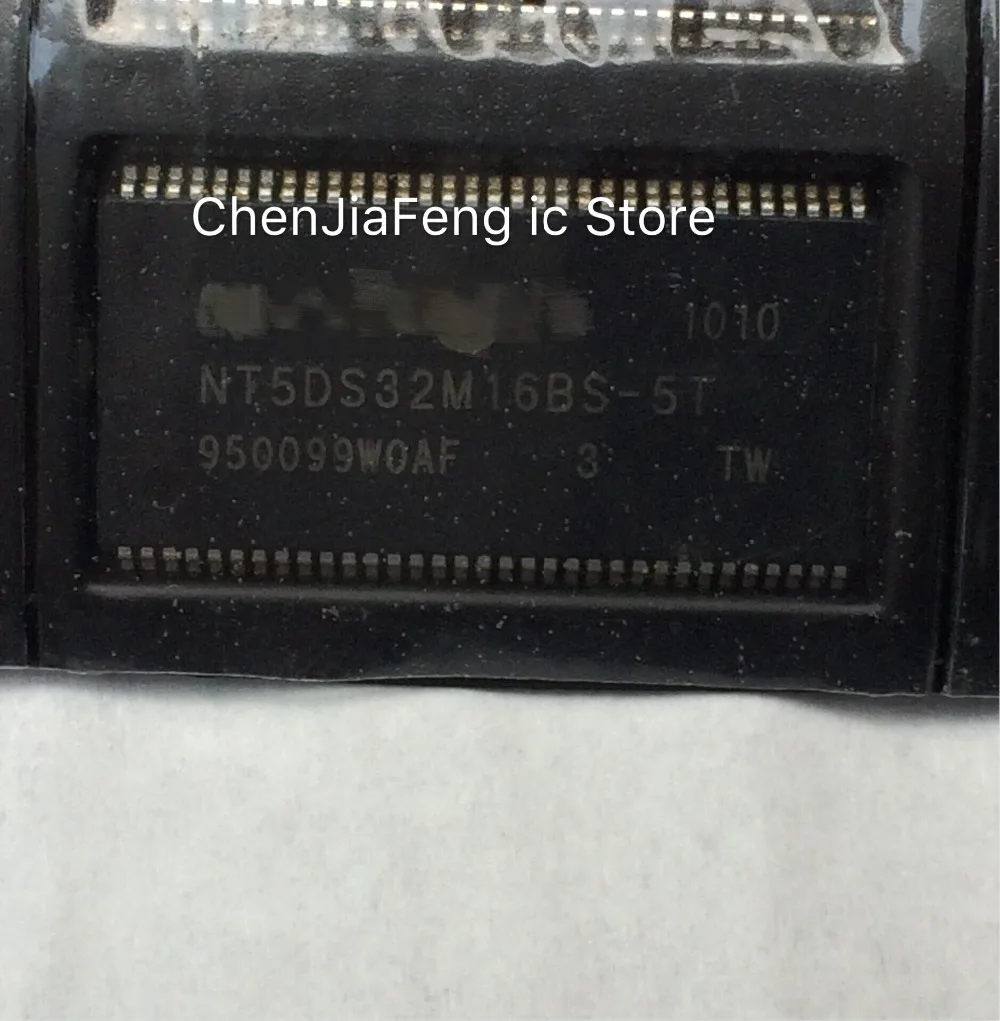 ChenJiaFeng ic Store
1010
NT5DS32M16BS-5T
950099W0AF 3 TW